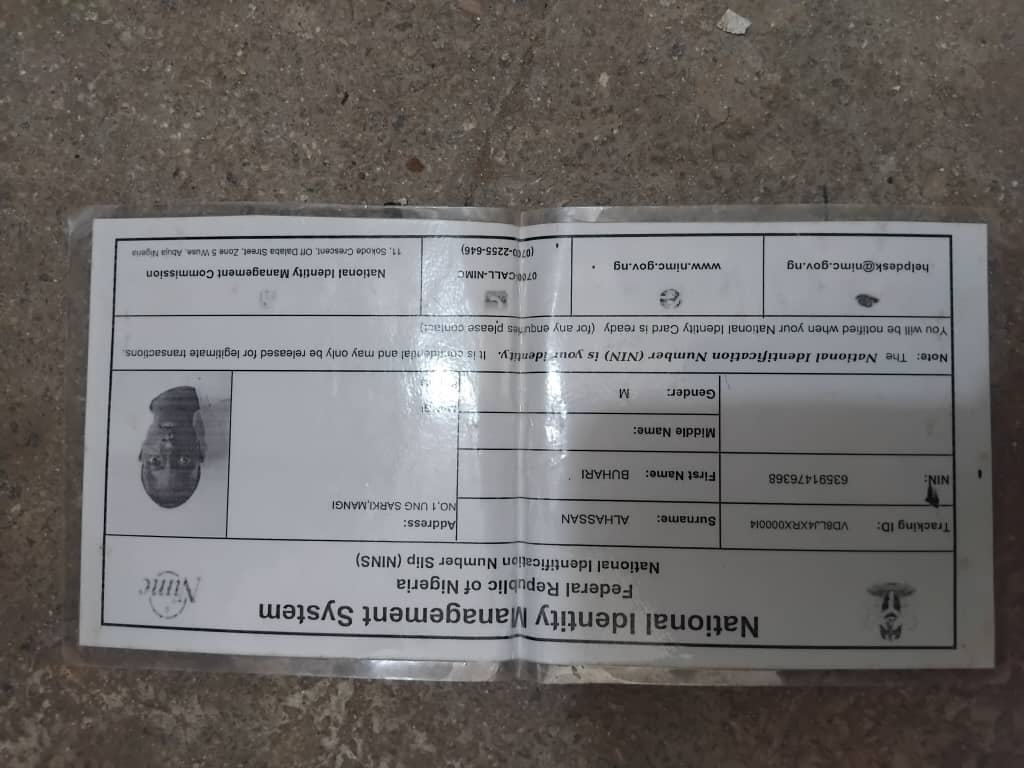 National Identity Management System
Federal Republic of Nigeria
National Identification Number Slip (NINS)
Nimc
Tracking ID: VD8LJ4XRX000014
Surname: ALHASSAN
Address:
NO,1 UNG SARKI,MANGI
NIN: 63591476368
First Name: BUHARI
Middle Name:
Gender: M
Note: The National Identification Number (NIN) is your identity. It is confidential and may only be released for legitimate transactions.
You will be notified when your National Identity Card is ready (for any enquiries please contact)
helpdesk@nimc.gov.ng
www.nimc.gov.ng
0700-CALL-NIMC
(0700-2255-646)
National Identity Management Commission
11, Sokode Crescent, Off Dalaba Street, Zone 5 Wuse, Abuja Nigeria